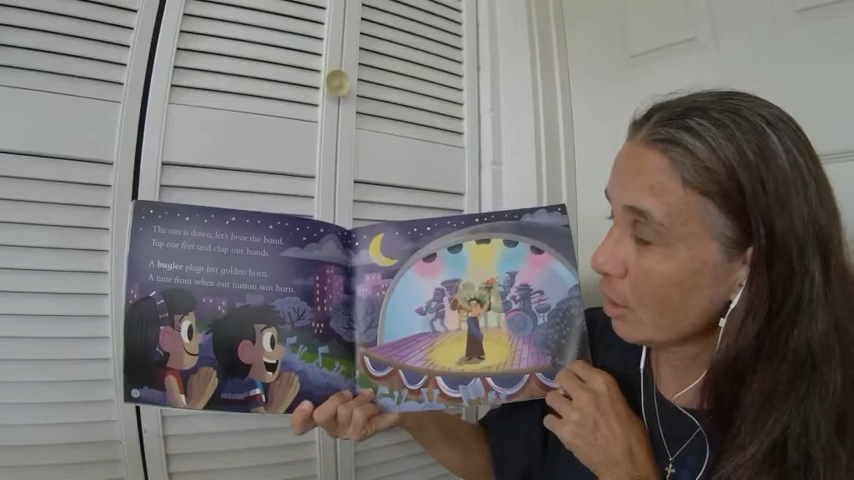 The sun is down, let's hear the band.
Tap our feet and clap our hands.
A bugler plays her golden horn.
A tune from when our nation was born.